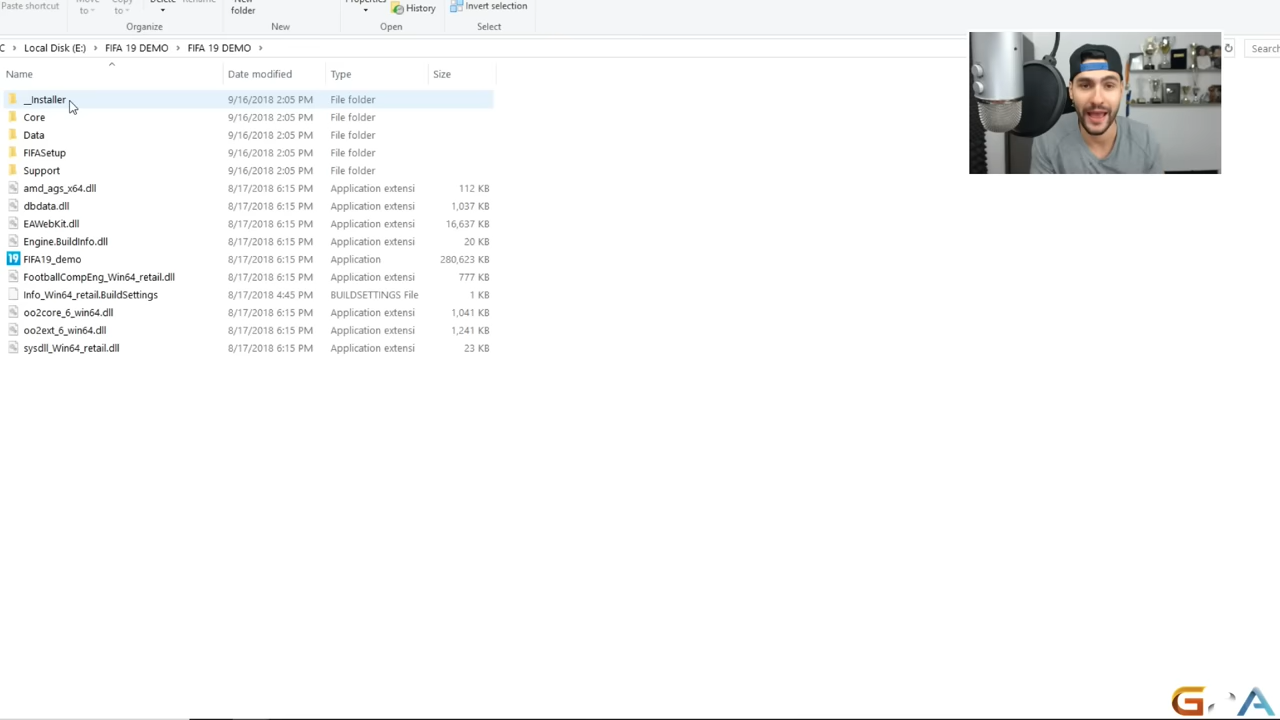 Paste shortcut
Move to
Copy to
Delete
Rename
New folder
Properties
History
Invert selection
Organize
New
Open
Select
C > Local Disk (E:) > FIFA 19 DEMO > FIFA 19 DEMO >
Search
Name Date modified Type Size
__Installer 9/16/2018 2:05 PM File folder
Core 9/16/2018 2:05 PM File folder
Data 9/16/2018 2:05 PM File folder
FIFASetup 9/16/2018 2:05 PM File folder
Support 9/16/2018 2:05 PM File folder
amd_ags_x64.dll 8/17/2018 6:15 PM Application extensi 112 KB
dbdata.dll 8/17/2018 6:15 PM Application extensi 1,037 KB
EAWebKit.dll 8/17/2018 6:15 PM Application extensi 16,637 KB
Engine.BuildInfo.dll 8/17/2018 6:15 PM Application extensi 20 KB
19 FIFA19_demo 8/17/2018 6:15 PM Application 280,623 KB
FootballCompEng_Win64_retail.dll 8/17/2018 6:15 PM Application extensi 777 KB
Info_Win64_retail.BuildSettings 8/17/2018 4:45 PM BUILDSETTINGS File 1 KB
oo2core_6_win64.dll 8/17/2018 6:15 PM Application extensi 1,041 KB
oo2ext_6_win64.dll 8/17/2018 6:15 PM Application extensi 1,241 KB
sysdll_Win64_retail.dll 8/17/2018 6:15 PM Application extensi 23 KB